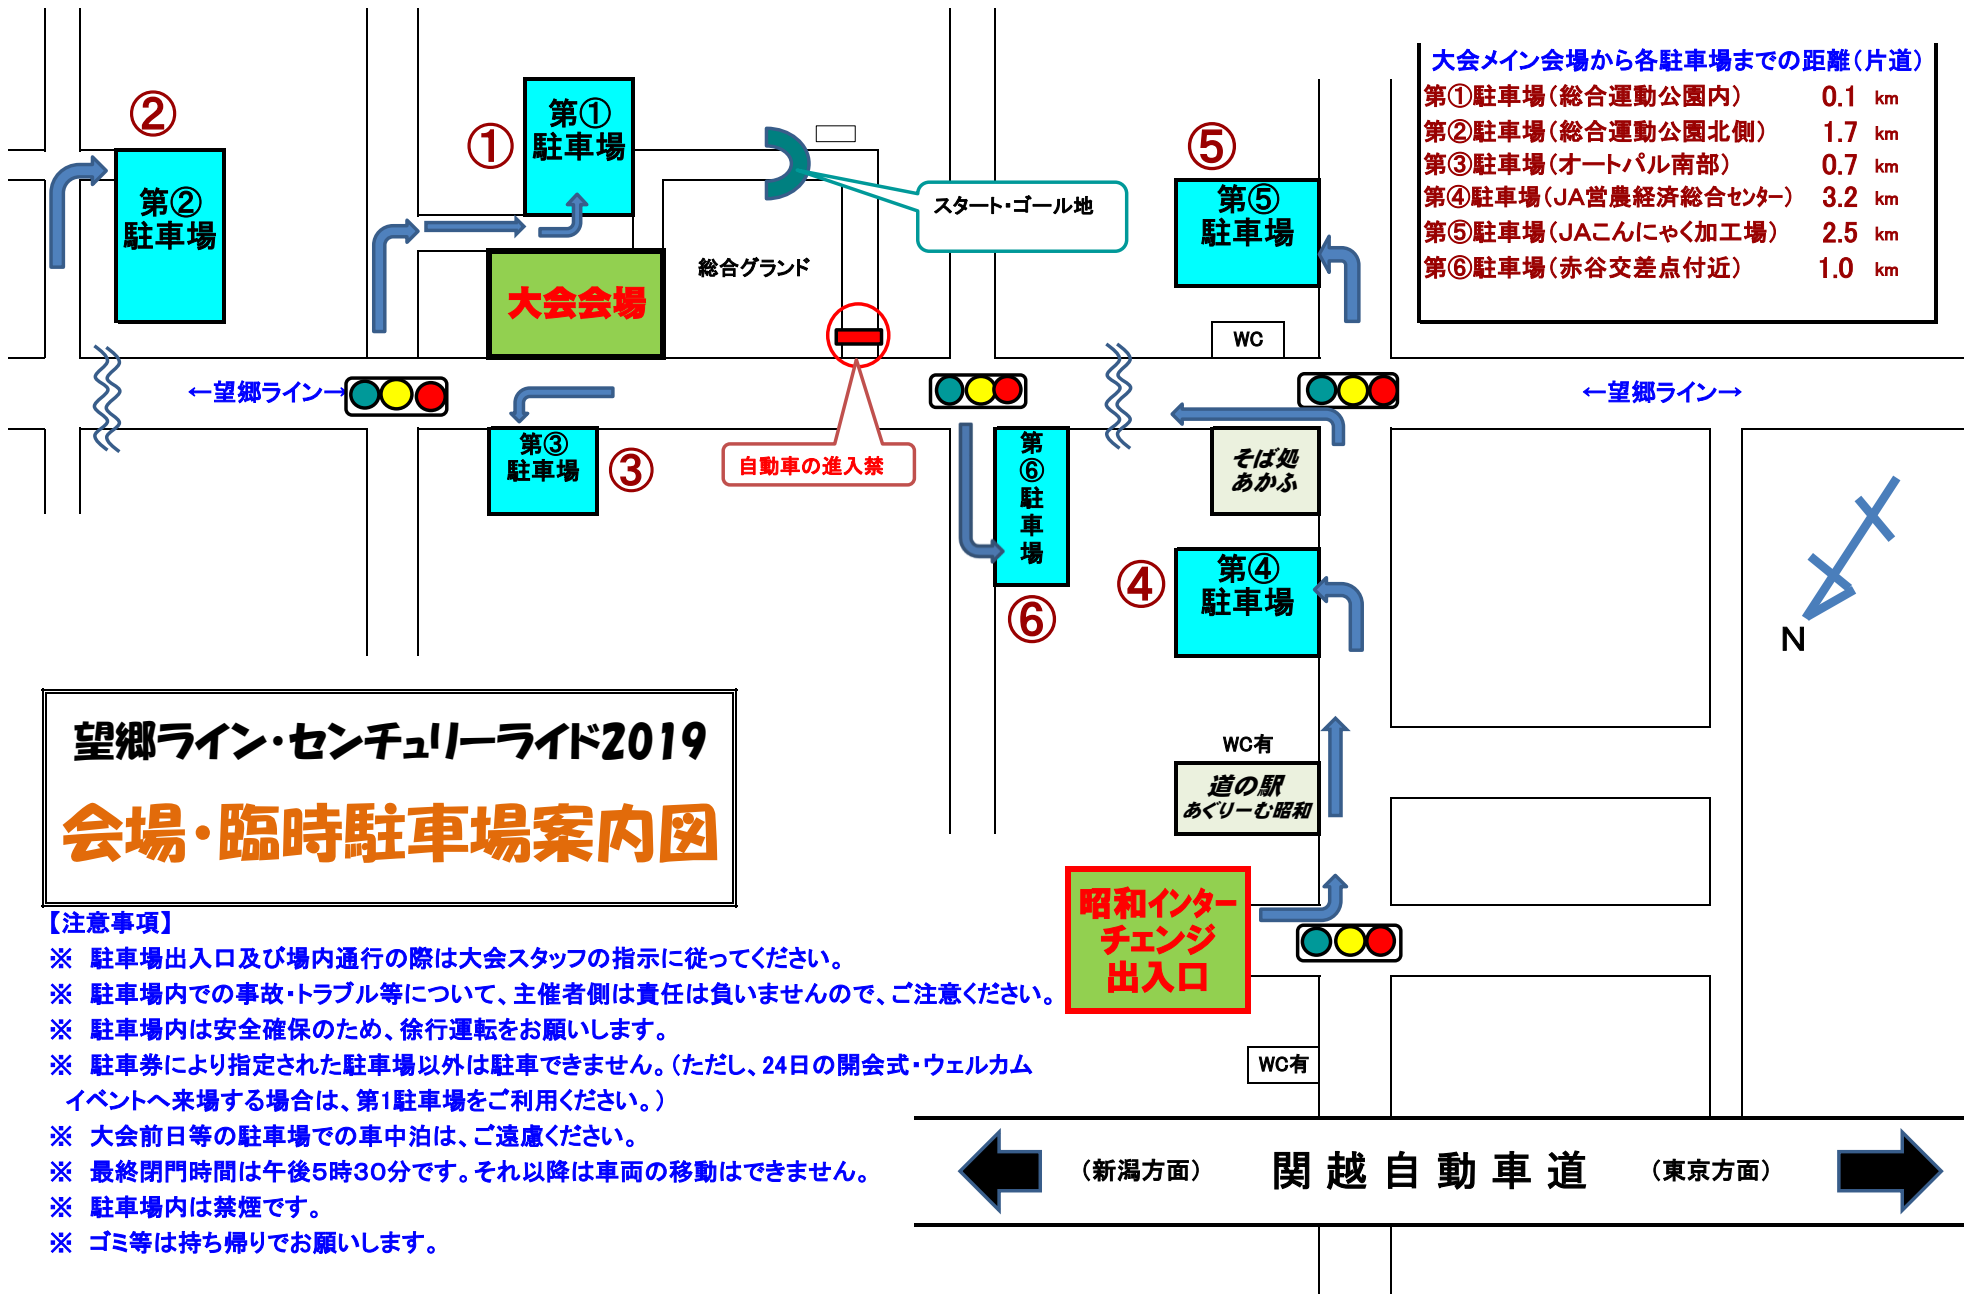 大会メイン会場から各駐車場までの距離(片道)
第①駐車場(総合運動公園内) 0.1 km
第②駐車場(総合運動公園北側) 1.7 km
第③駐車場(オートパル南部) 0.7 km
第④駐車場(JA営農経済総合センター) 3.2 km
第⑤駐車場(JAこんにゃく加工場) 2.5 km
第⑥駐車場(赤谷交差点付近) 1.0 km
②
第②
駐車場
①
第①
駐車場
⑤
第⑤
駐車場
スタート・ゴール地
総合グランド
大会会場
WC
←望郷ライン→
←望郷ライン→
第③
駐車場
③
自動車の進入禁
第
⑥
駐
車
場
⑥
そば処
あかふ
④
第④
駐車場
N
WC有
道の駅
あぐりーむ昭和
昭和インター
チェンジ
出入口
WC有
望郷ライン・センチュリーライド2019
会場・臨時駐車場案内図
【注意事項】
※ 駐車場出入口及び場内通行の際は大会スタッフの指示に従ってください。
※ 駐車場内での事故・トラブル等について、主催者側は責任は負いませんので、ご注意ください。
※ 駐車場内は安全確保のため、徐行運転をお願いします。
※ 駐車券により指定された駐車場以外は駐車できません。(ただし、24日の開会式・ウェルカム
イベントへ来場する場合は、第1駐車場をご利用ください。)
※ 大会前日等の駐車場での車中泊は、ご遠慮ください。
※ 最終閉門時間は午後5時30分です。それ以降は車両の移動はできません。
※ 駐車場内は禁煙です。
※ ゴミ等は持ち帰りでお願いします。
(新潟方面) 関越自動車道 (東京方面)